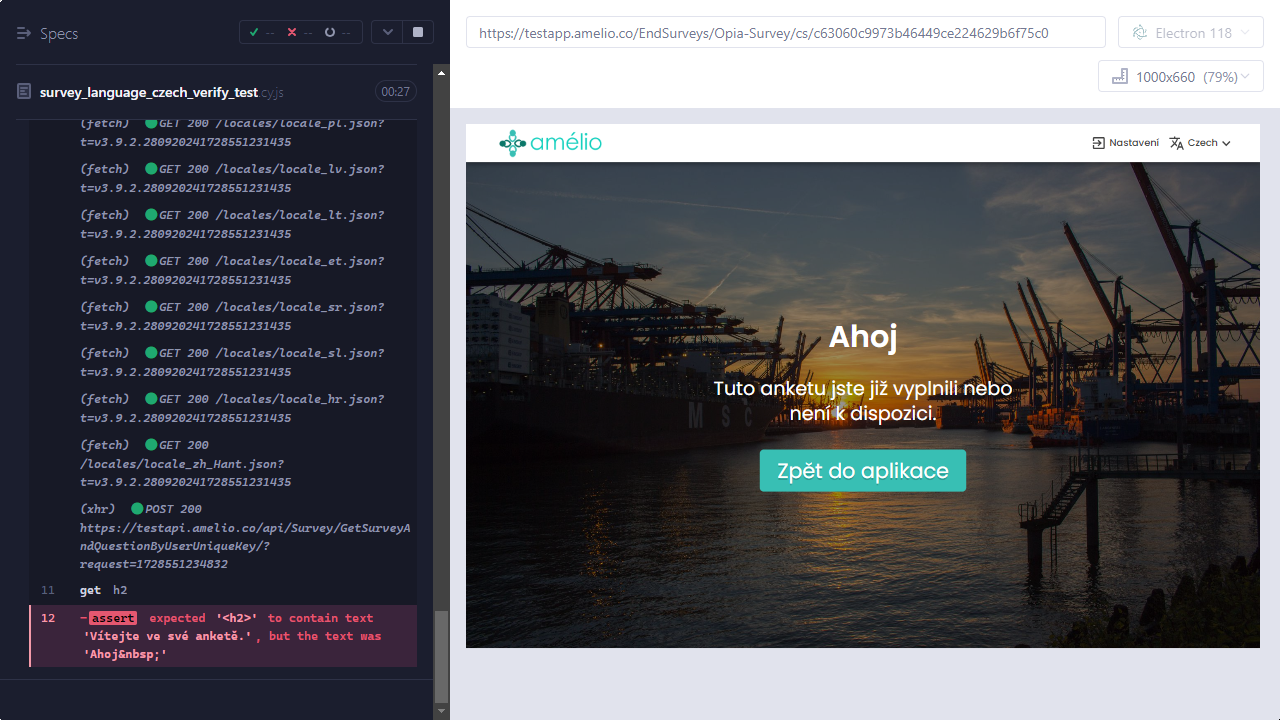 Specs
--
--
--
survey_language_czech_verify_test.cy.js
00:27
(fetch) GET 200 /locales/locale_pl.json?
t=v3.9.2.280920241728551231435
(fetch) GET 200 /locales/locale_lv.json?
t=v3.9.2.280920241728551231435
(fetch) GET 200 /locales/locale_lt.json?
t=v3.9.2.280920241728551231435
(fetch) GET 200 /locales/locale_et.json?
t=v3.9.2.280920241728551231435
(fetch) GET 200 /locales/locale_sr.json?
t=v3.9.2.280920241728551231435
(fetch) GET 200 /locales/locale_sl.json?
t=v3.9.2.280920241728551231435
(fetch) GET 200 /locales/locale_hr.json?
t=v3.9.2.280920241728551231435
(fetch) GET 200
/locales/locale_zh_Hant.json?
t=v3.9.2.280920241728551231435
(xhr) POST 200
https://testapi.amelio.co/api/Survey/GetSurveyA
ndQuestionByUserUniqueKey/?
request=1728551234832
11 get h2
12 -assert expected '<h2>' to contain text
'Vítejte ve své anketě.', but the text was
'Ahoj&nbsp;'
https://testapp.amelio.co/EndSurveys/Opia-Survey/cs/c63060c9973b46449ce224629b6f75c0
Electron 118
1000x660 (79%)
amélio
Nastavení
Czech
Ahoj
Tuto anketu jste již vyplnili nebo
není k dispozici.
M S C
Zpět do aplikace